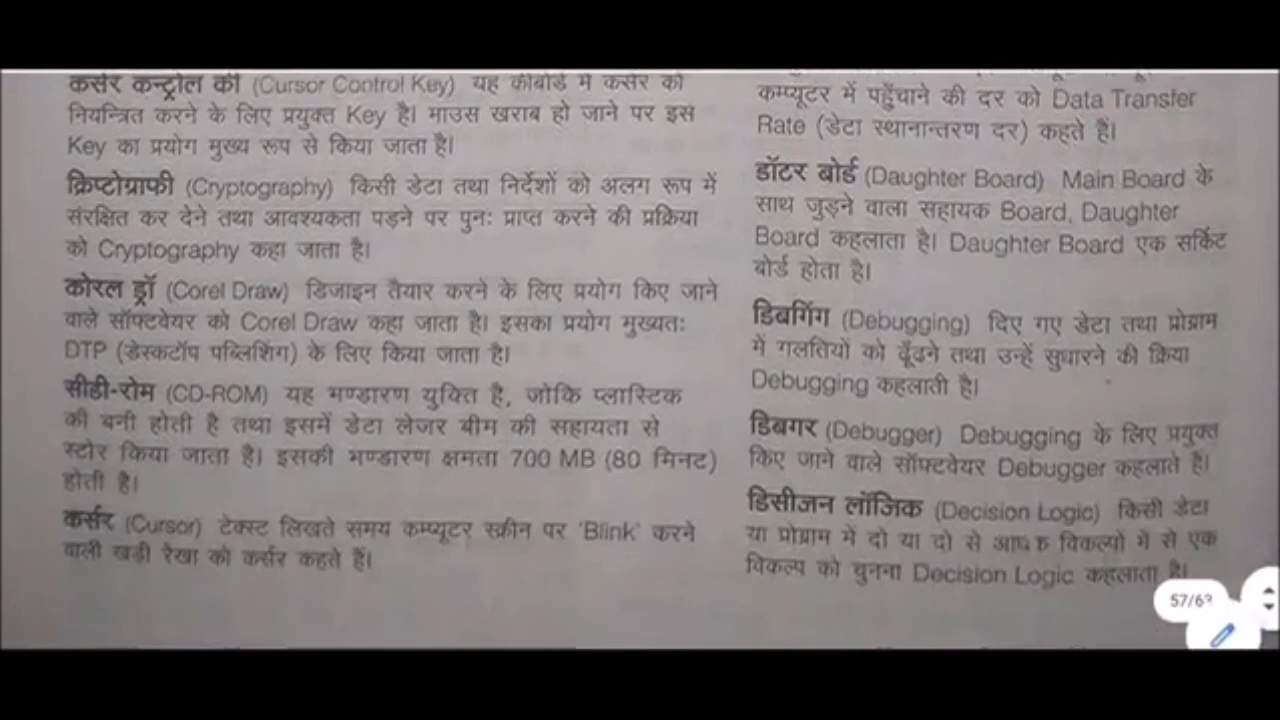 कर्सर कन्ट्रोल की (Cursor Control Key) यह कीबोर्ड में कर्सर को
नियन्त्रित करने के लिए प्रयुक्त Key है। माउस खराब हो जाने पर इस
Key का प्रयोग मुख्य रूप से किया जाता है।
क्रिप्टोग्राफी (Cryptography) किसी डेटा तथा निर्देशों को अलग रूप में
संरक्षित कर देने तथा आवश्यकता पड़ने पर पुनः प्राप्त करने की प्रक्रिया
को Cryptography कहा जाता है।
कोरल ड्रॉ (Corel Draw) डिजाइन तैयार करने के लिए प्रयोग किए जाने
वाले सॉफ्टवेयर को Corel Draw कहा जाता है। इसका प्रयोग मुख्यतः
DTP (डेस्कटॉप पब्लिशिंग) के लिए किया जाता है।
सीडी-रोम (CD-ROM) यह भण्डारण युक्ति है, जोकि प्लास्टिक
की बनी होती है तथा इसमें डेटा लेजर बीम की सहायता से
स्टोर किया जाता है। इसकी भण्डारण क्षमता 700 MB (80 मिनट)
होती है।
कर्सर (Cursor) टेक्स्ट लिखते समय कम्प्यूटर स्क्रीन पर 'Blink' करने
वाली खड़ी रेखा को कर्सर कहते हैं।
कम्प्यूटर में पहुँचाने की दर को Data Transfer
Rate (डेटा स्थानान्तरण दर) कहते हैं।
डॉटर बोर्ड (Daughter Board) Main Board के
साथ जुड़ने वाला सहायक Board, Daughter
Board कहलाता है। Daughter Board एक सर्किट
बोर्ड होता है।
डिबगिंग (Debugging) दिए गए डेटा तथा प्रोग्राम
में गलतियों को ढूँढने तथा उन्हें सुधारने की क्रिया
Debugging कहलाती है।
डिबगर (Debugger) Debugging के लिए प्रयुक्त
किए जाने वाले सॉफ्टवेयर Debugger कहलाते हैं।
डिसीजन लॉजिक (Decision Logic) किसी डेटा
या प्रोग्राम में दो या दो से अधिक विकल्पों में से एक
विकल्प को चुनना Decision Logic कहलाता है।
57/63